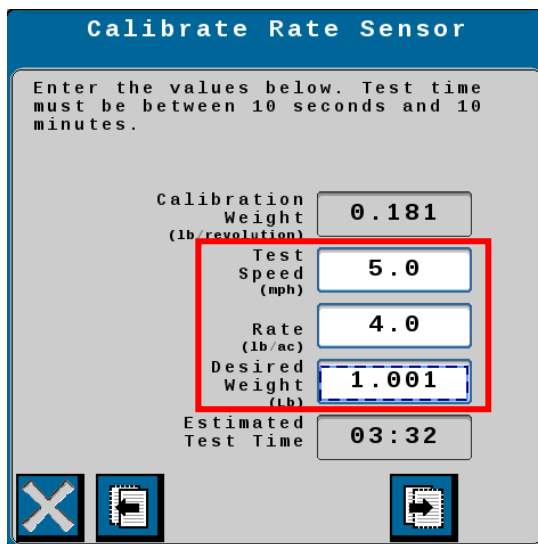 Calibrate Rate Sensor
Enter the values below. Test time
must be between 10 seconds and 10
minutes.
Calibration
Weight
(lb/revolution)
0.181
Test
Speed
(mph)
5.0
Rate
(lb/ac)
4.0
Desired
Weight
(Lb)
1.001
Estimated
Test Time
03:32